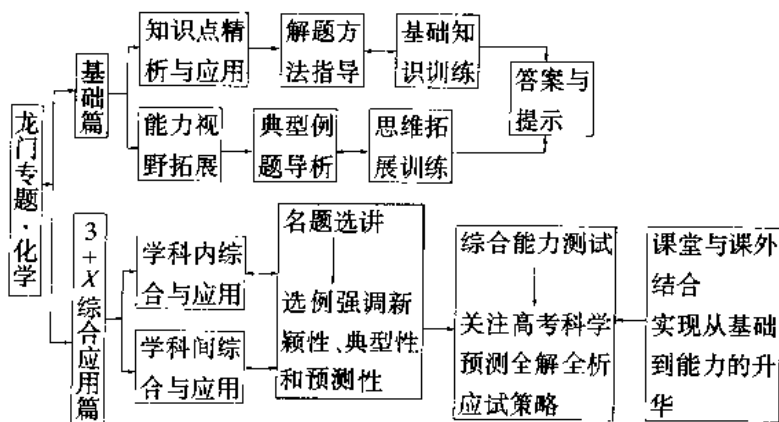 龙门专题·化学
基础篇
知识点精
析与应用
解题方
法指导
基础知
识训练
能力视
野拓展
典型例
题导析
思维拓
展训练
答案与
提示
3+X综合应用篇
学科内综
合与应用
学科间综
合与应用
名题选讲
选例强调新
颖性、典型性
和预测性
综合能力测试
关注高考科学
预测全解全析
应试策略
课堂与课外
结合
实现从基础
到能力的升
华